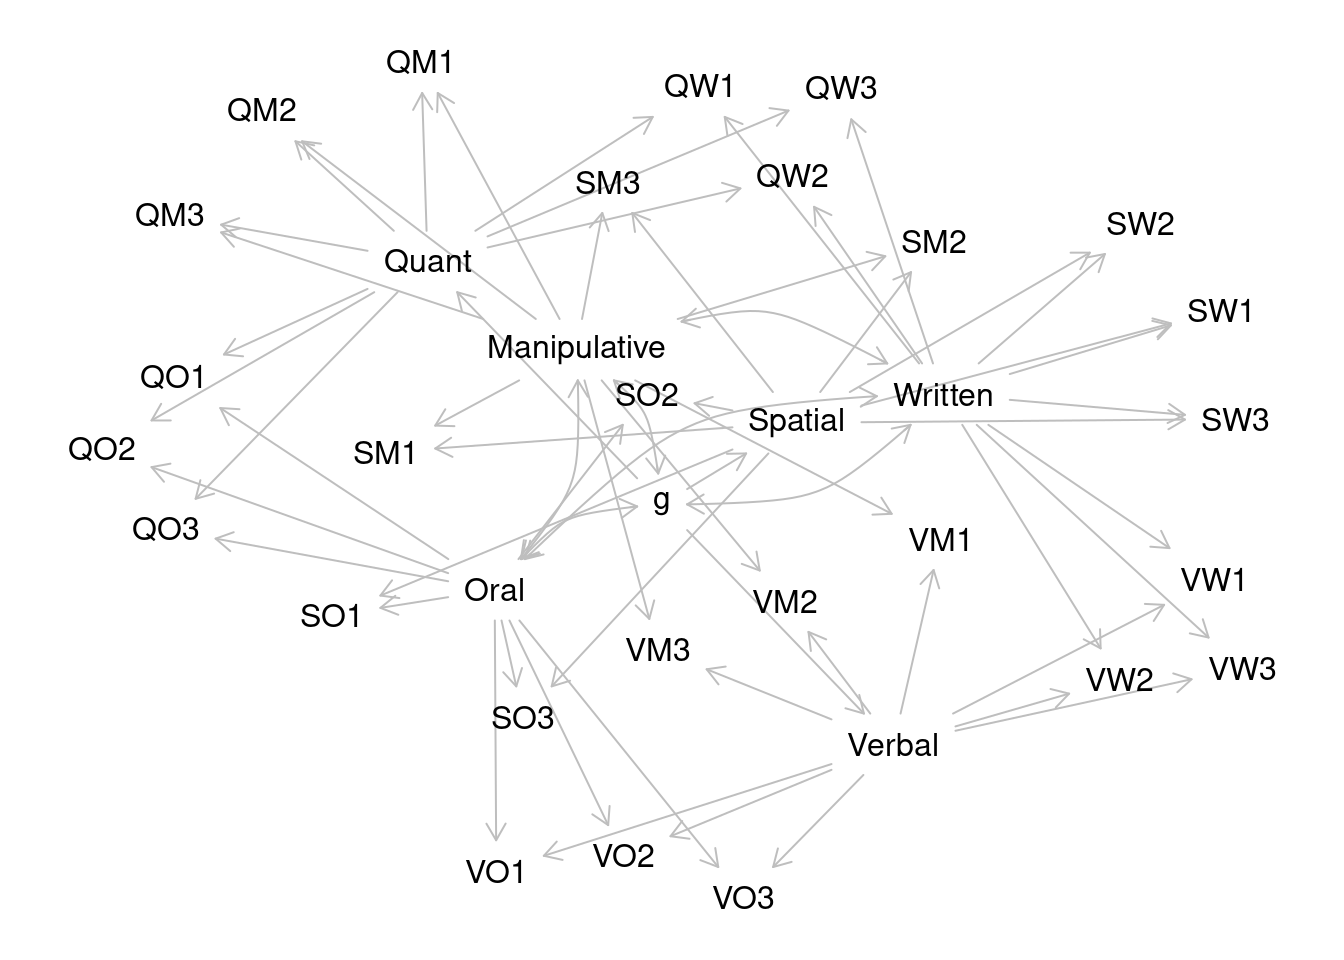 QM1
QW1
QW3
QM2
QW2
SM3
QM3
SW2
SM2
Quant
SW1
Manipulative
QO1
SO2
Written
Spatial
SW3
QO2
SM1
g
QO3
VM1
VW1
Oral
VM2
SO1
VM3
VW3
VW2
SO3
Verbal
VO2
VO1
VO3